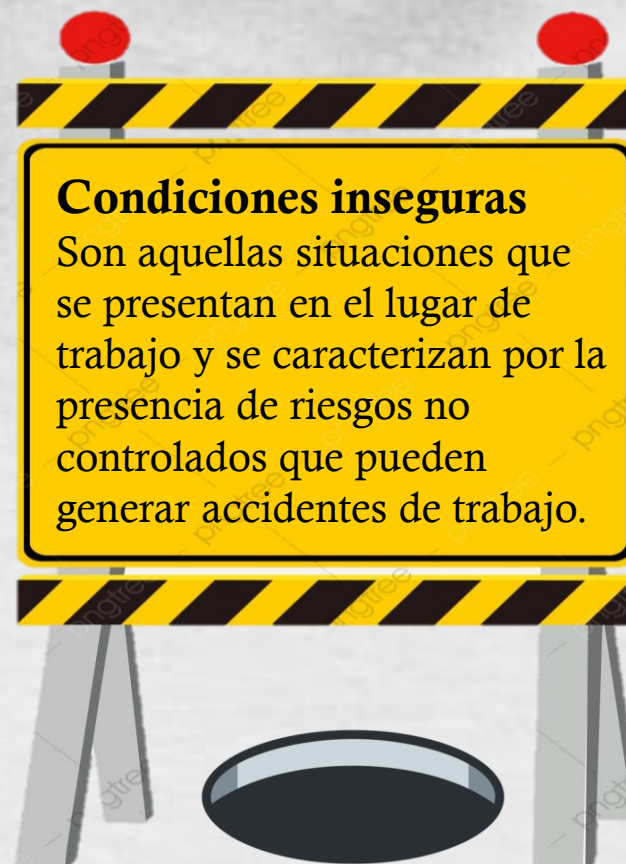 Condiciones inseguras
Son aquellas situaciones que
se presentan en el lugar de
trabajo y se caracterizan por la
presencia de riesgos no
controlados que pueden
generar accidentes de trabajo.
pngtree